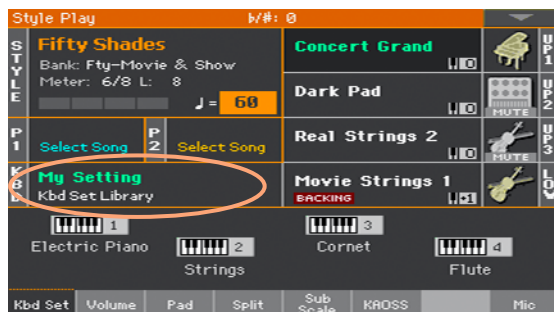 Style Play
b/#: 0
STYLE
Fifty Shades
Bank: Fty-Movie & Show
Meter: 6/8 L: 8
♩= 60
P1
Select Song
P2
Select Song
KBD
My Setting
Kbd Set Library
Concert Grand
UP1
Dark Pad
MUTE
UP2
Real Strings 2
MUTE
UP3
Movie Strings 1
BACKING
LOW
1
Electric Piano
2
Strings
3
Cornet
4
Flute
Kbd Set Volume Pad Split Sub Scale KAOSS Mic